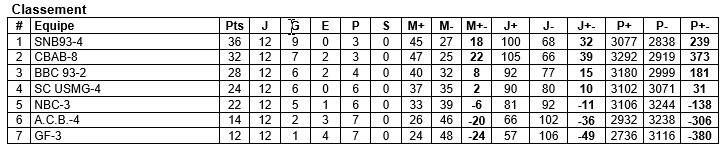 Classement
# Equipe Pts J G E P S M+ M- M+- J+ J- J+- P+ P- P+-
1 SNB93-4 36 12 9 0 3 0 45 27 18 100 68 32 3077 2838 239
2 CBAB-8 32 12 7 2 3 0 47 25 22 105 66 39 3292 2919 373
3 BBC 93-2 28 12 6 2 4 0 40 32 8 92 77 15 3180 2999 181
4 SC USMG-4 24 12 6 0 6 0 37 35 2 90 80 10 3102 3071 31
5 NBC-3 22 12 5 1 6 0 33 39 -6 81 92 -11 3106 3244 -138
6 A.C.B.-4 14 12 2 3 7 0 26 46 -20 66 102 -36 2932 3238 -306
7 GF-3 12 12 1 4 7 0 24 48 -24 57 106 -49 2736 3116 -380